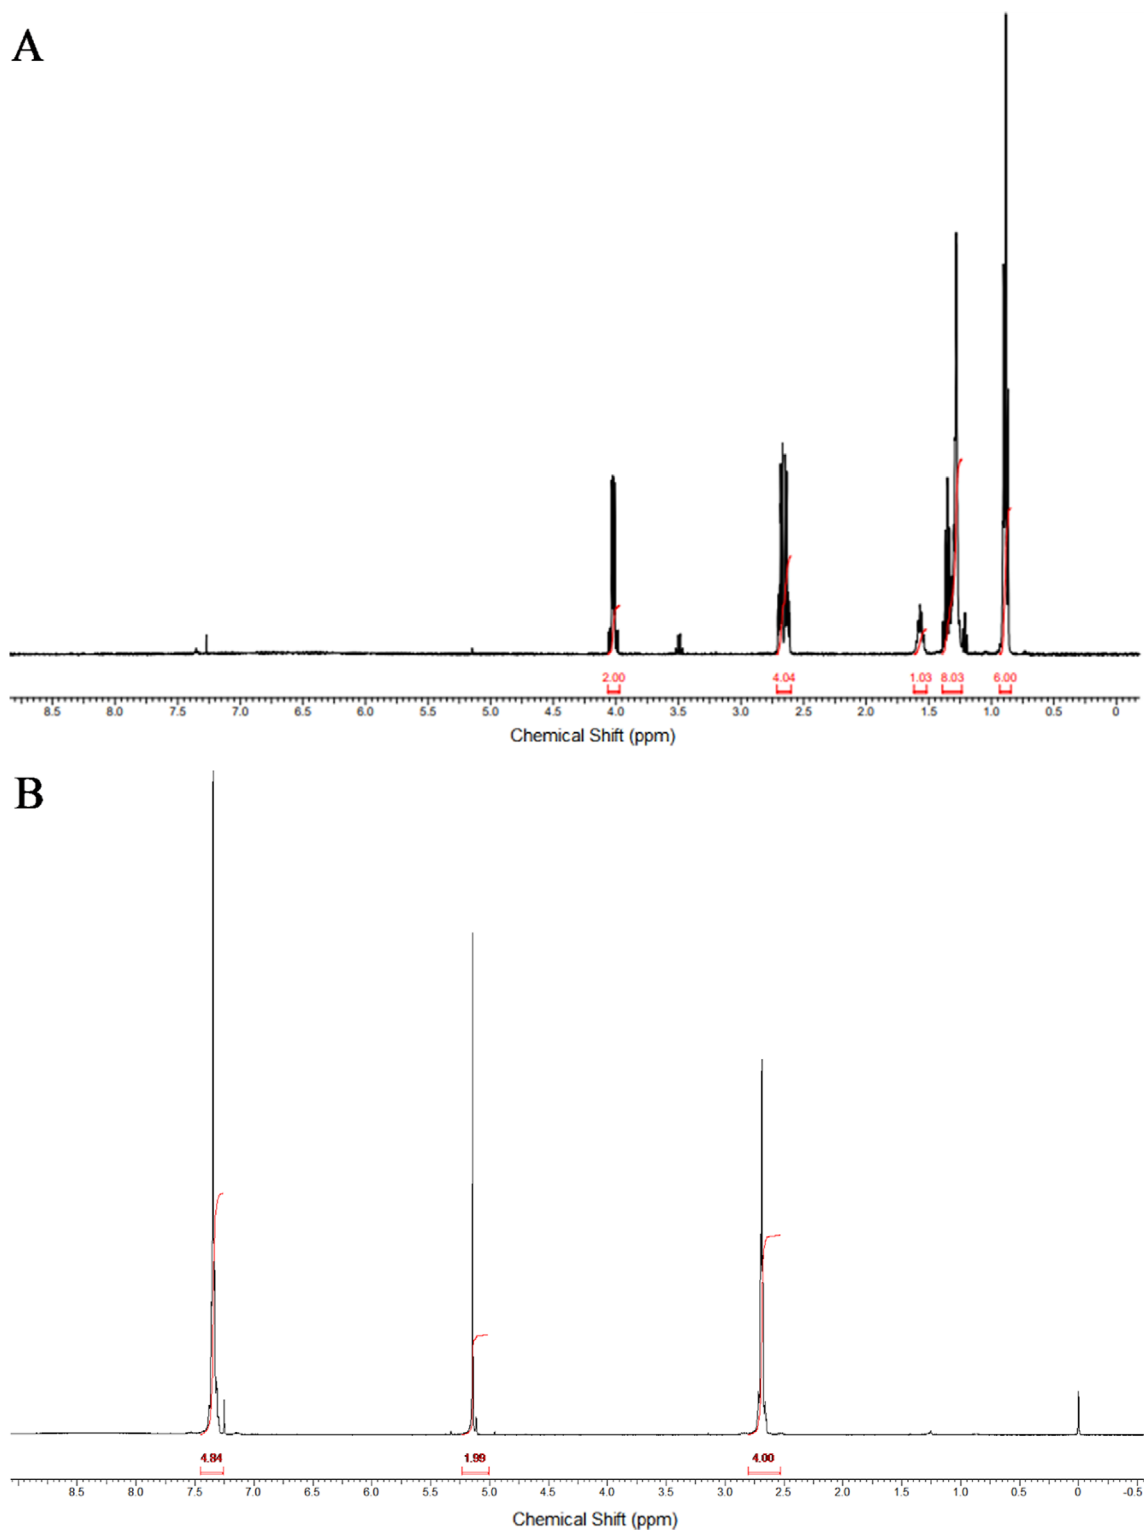 A
2.00 4.04 1.03 8.03 6.00
8.5 8.0 7.5 7.0 6.5 6.0 5.5 5.0 4.5 4.0 3.5 3.0 2.5 2.0 1.5 1.0 0.5 0
Chemical Shift (ppm)
B
4.84 1.99 4.00
8.5 8.0 7.5 7.0 6.5 6.0 5.5 5.0 4.5 4.0 3.5 3.0 2.5 2.0 1.5 1.0 0.5 0 -0.5
Chemical Shift (ppm)